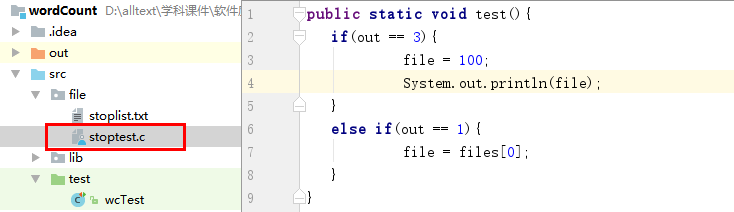 wordCount D:\alltext\学科课件\软件质
.idea
out
src
file
stoplist.txt
stoptest.c
lib
test
wcTest
1 public static void test(){
2 if(out == 3){
3 file = 100;
4 System.out.println(file);
5 }
6 else if(out == 1){
7 file = files[0];
8 }
9 }